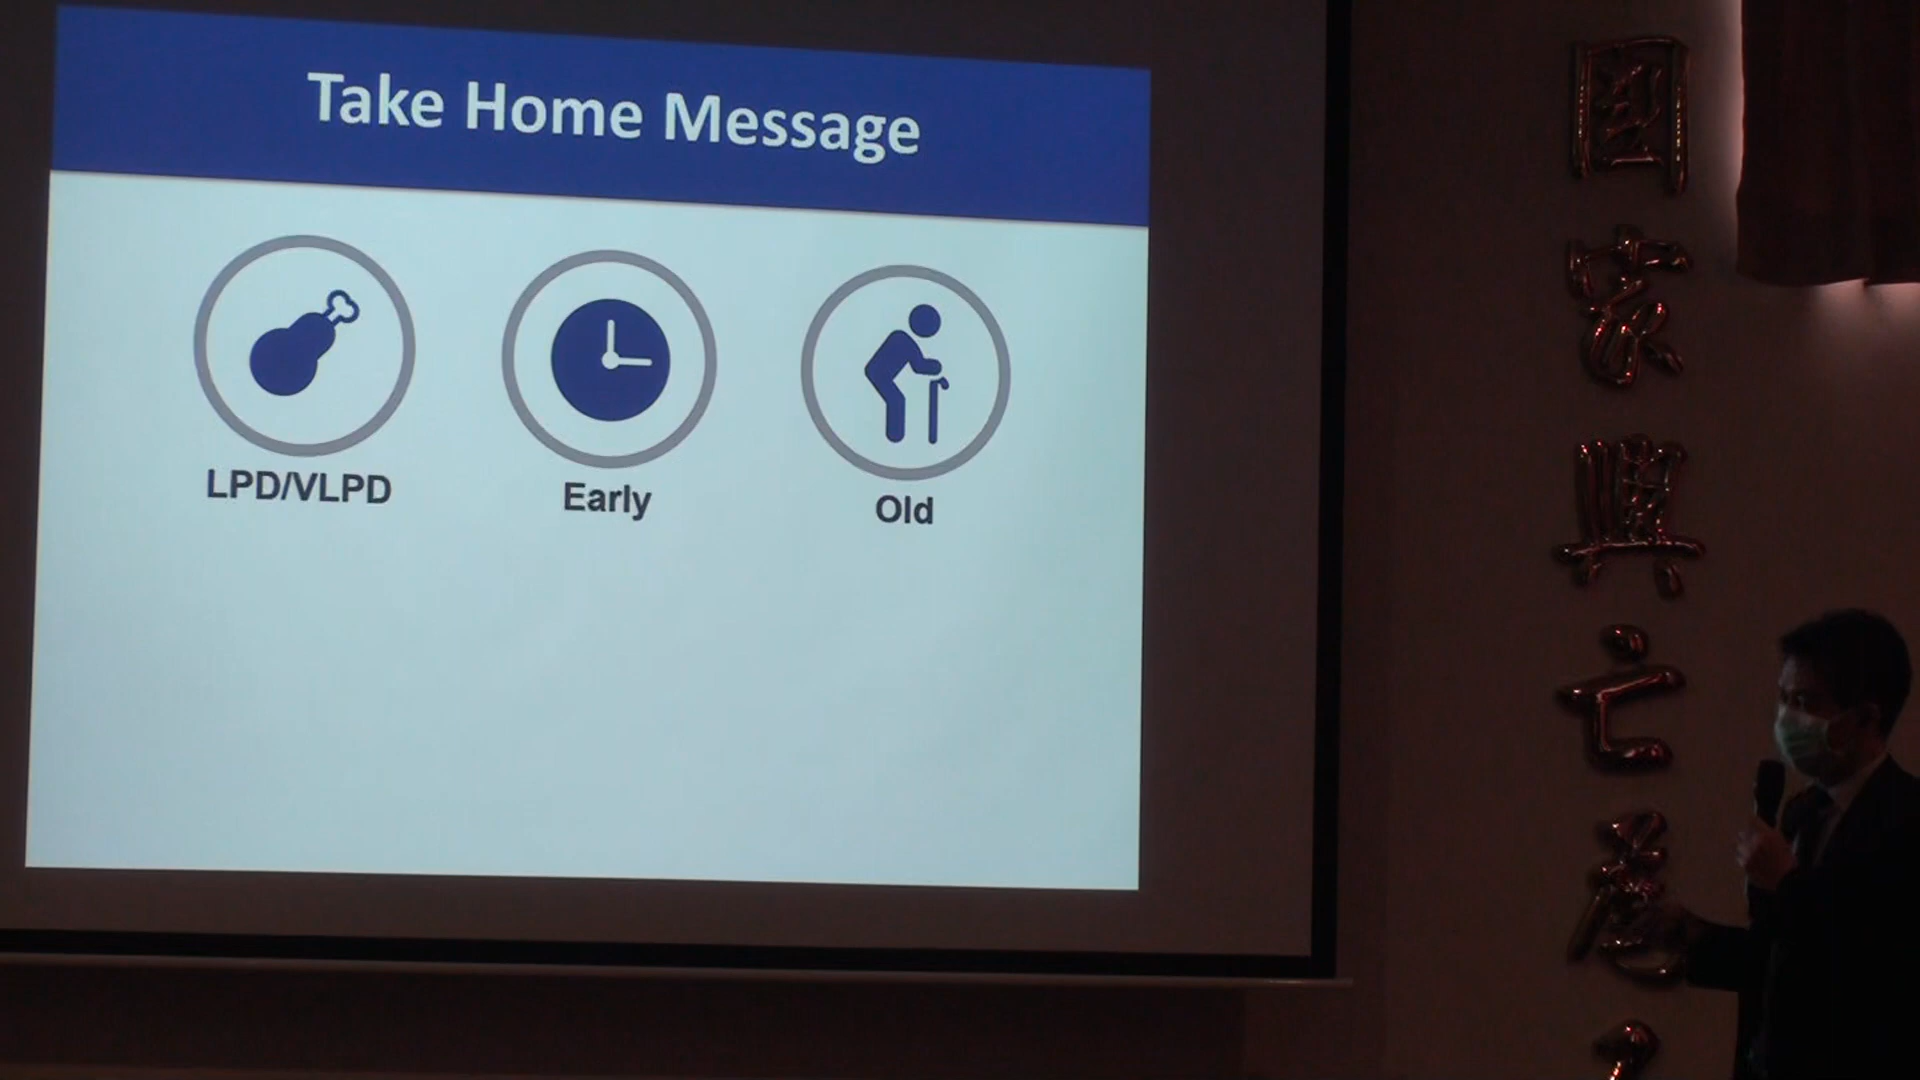 Take Home Message
LPD/VLPD
Early
Old
國家興亡